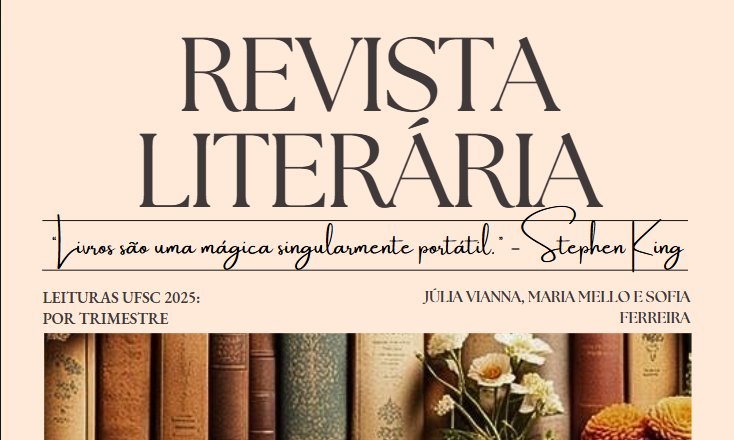 REVISTA
LITERÁRIA
"Livros são uma mágica singularmente portátil." - Stephen King
LEITURAS UFSC 2025:
POR TRIMESTRE
JÚLIA VIANNA, MARIA MELLO E SOFIA
FERREIRA